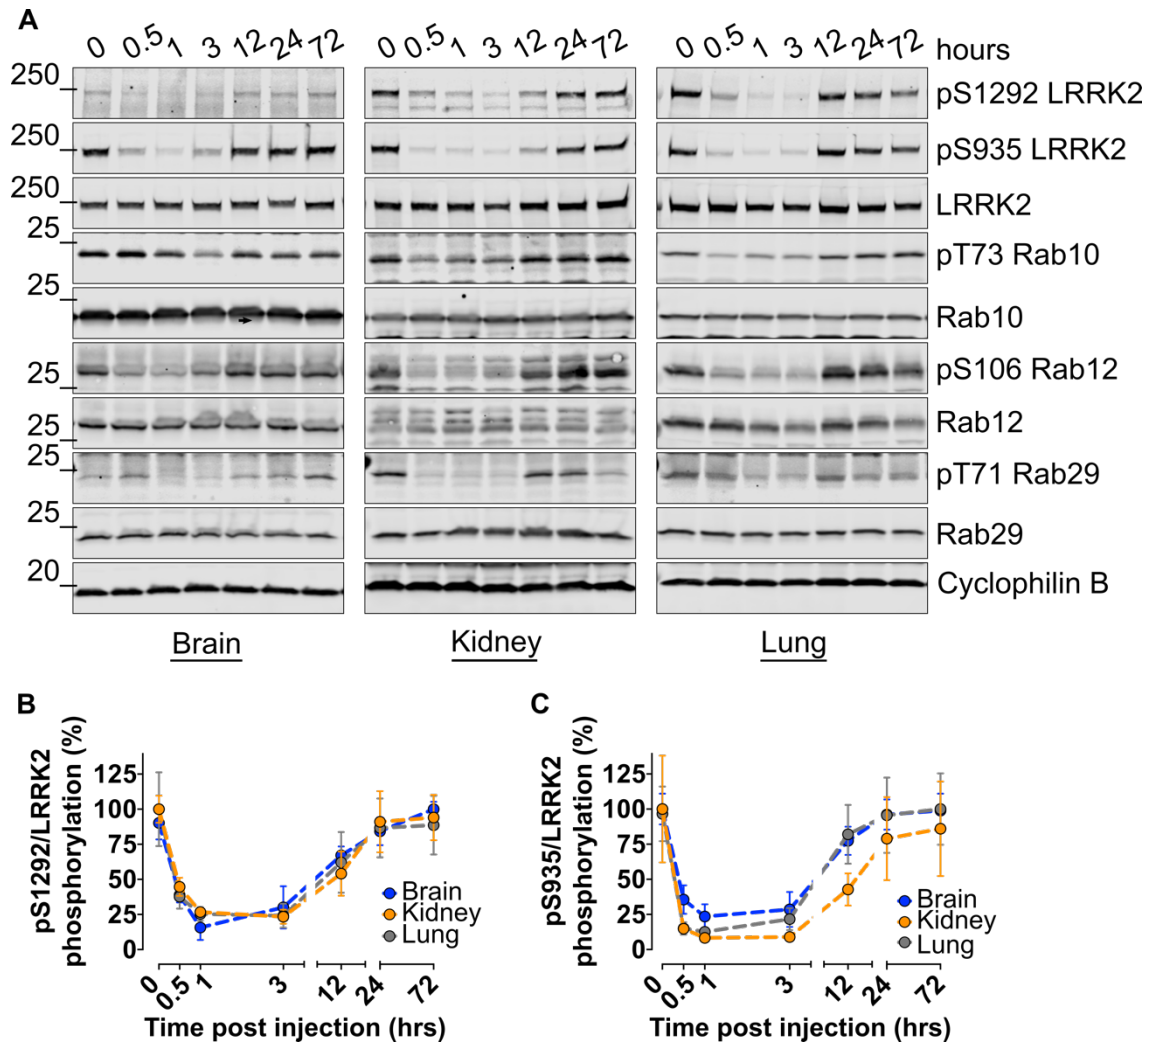 A
0 0.5 1 3 12 24 72 0 0.5 1 3 12 24 72 0 0.5 1 3 12 24 72 hours
250 pS1292 LRRK2
250 pS935 LRRK2
250 LRRK2
25 pT73 Rab10
25 Rab10
25 pS106 Rab12
25 Rab12
25 pT71 Rab29
25 Rab29
20 Cyclophilin B
Brain Kidney Lung
B
pS1292/LRRK2
phosphorylation (%)
125
100
75
50
25
0
Brain
Kidney
Lung
0 0.5 1 3 12 24 72
Time post injection (hrs)
C
pS935/LRRK2
phosphorylation (%)
125
100
75
50
25
0
Brain
Kidney
Lung
0 0.5 1 3 12 24 72
Time post injection (hrs)